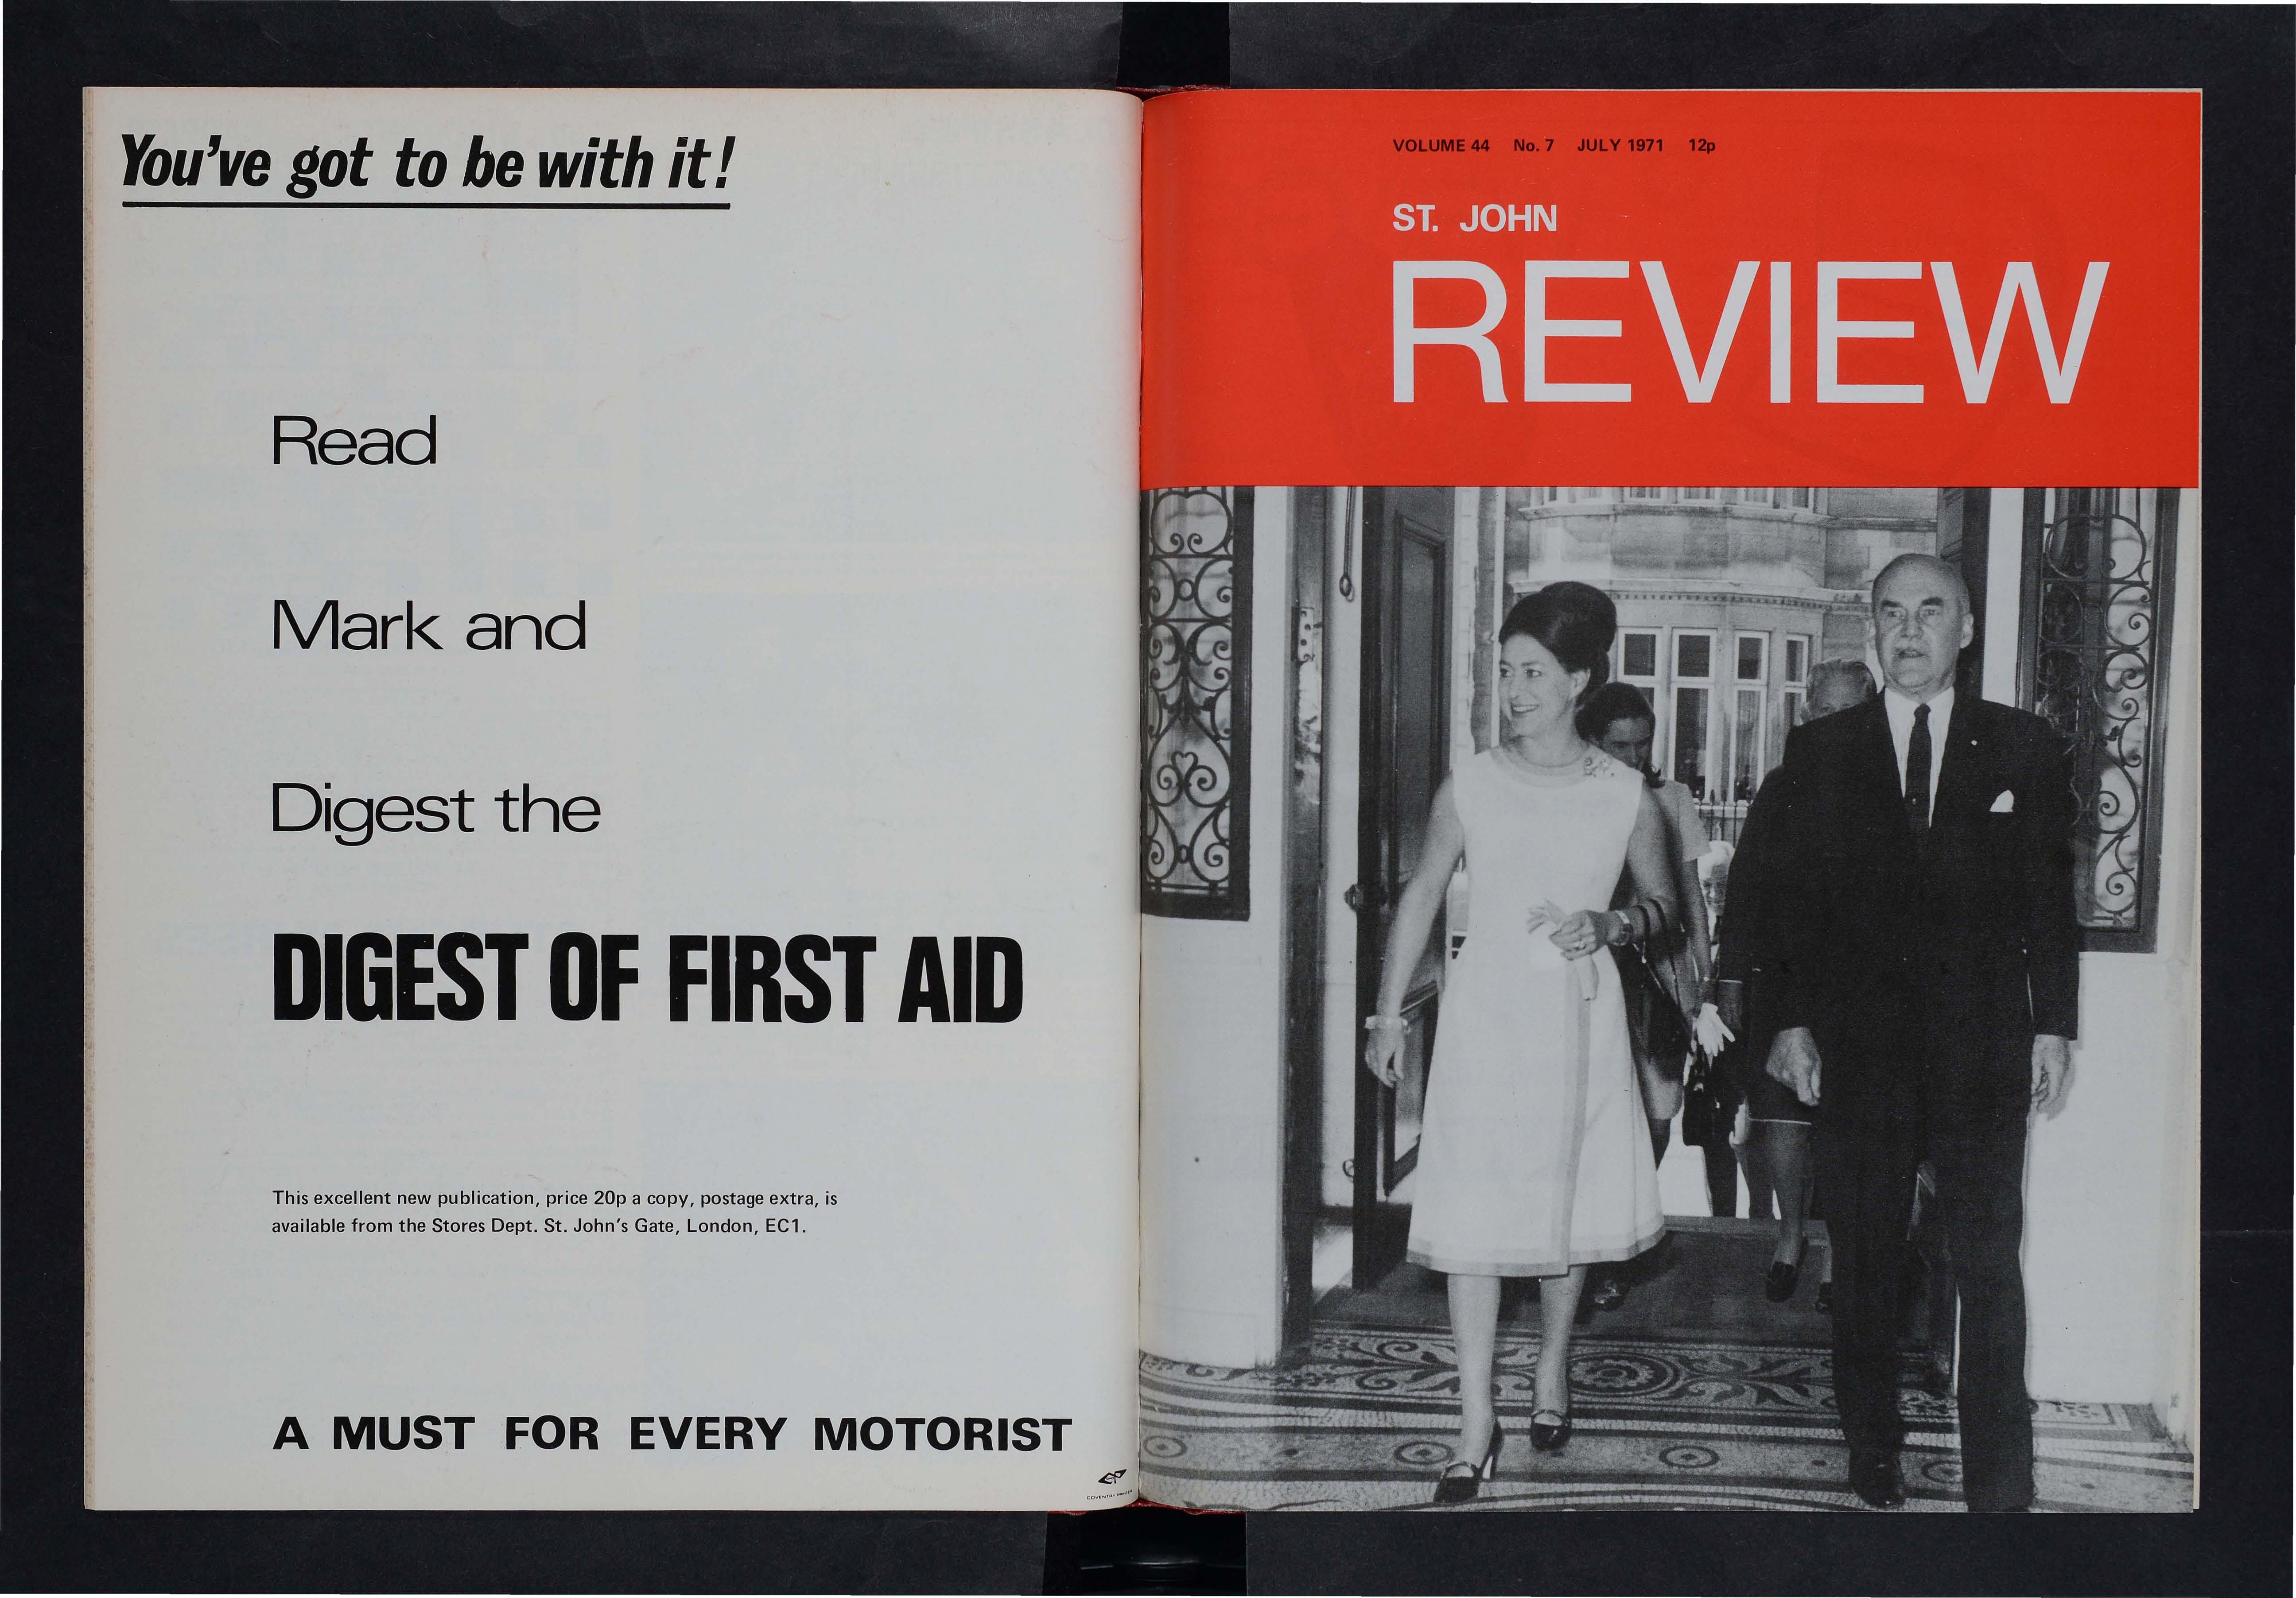 You've got to be with it!
Read
Mark and
Digest the
DIGEST OF FIRST AID
This excellent new publication, price 20p a copy, postage extra, is
available from the Stores Dept. St. John's Gate, London, EC1.
A MUST FOR EVERY MOTORIST
COVENTRY
VOLUME 44 No. 7 JULY 1971 12p
ST. JOHN
REVIEW